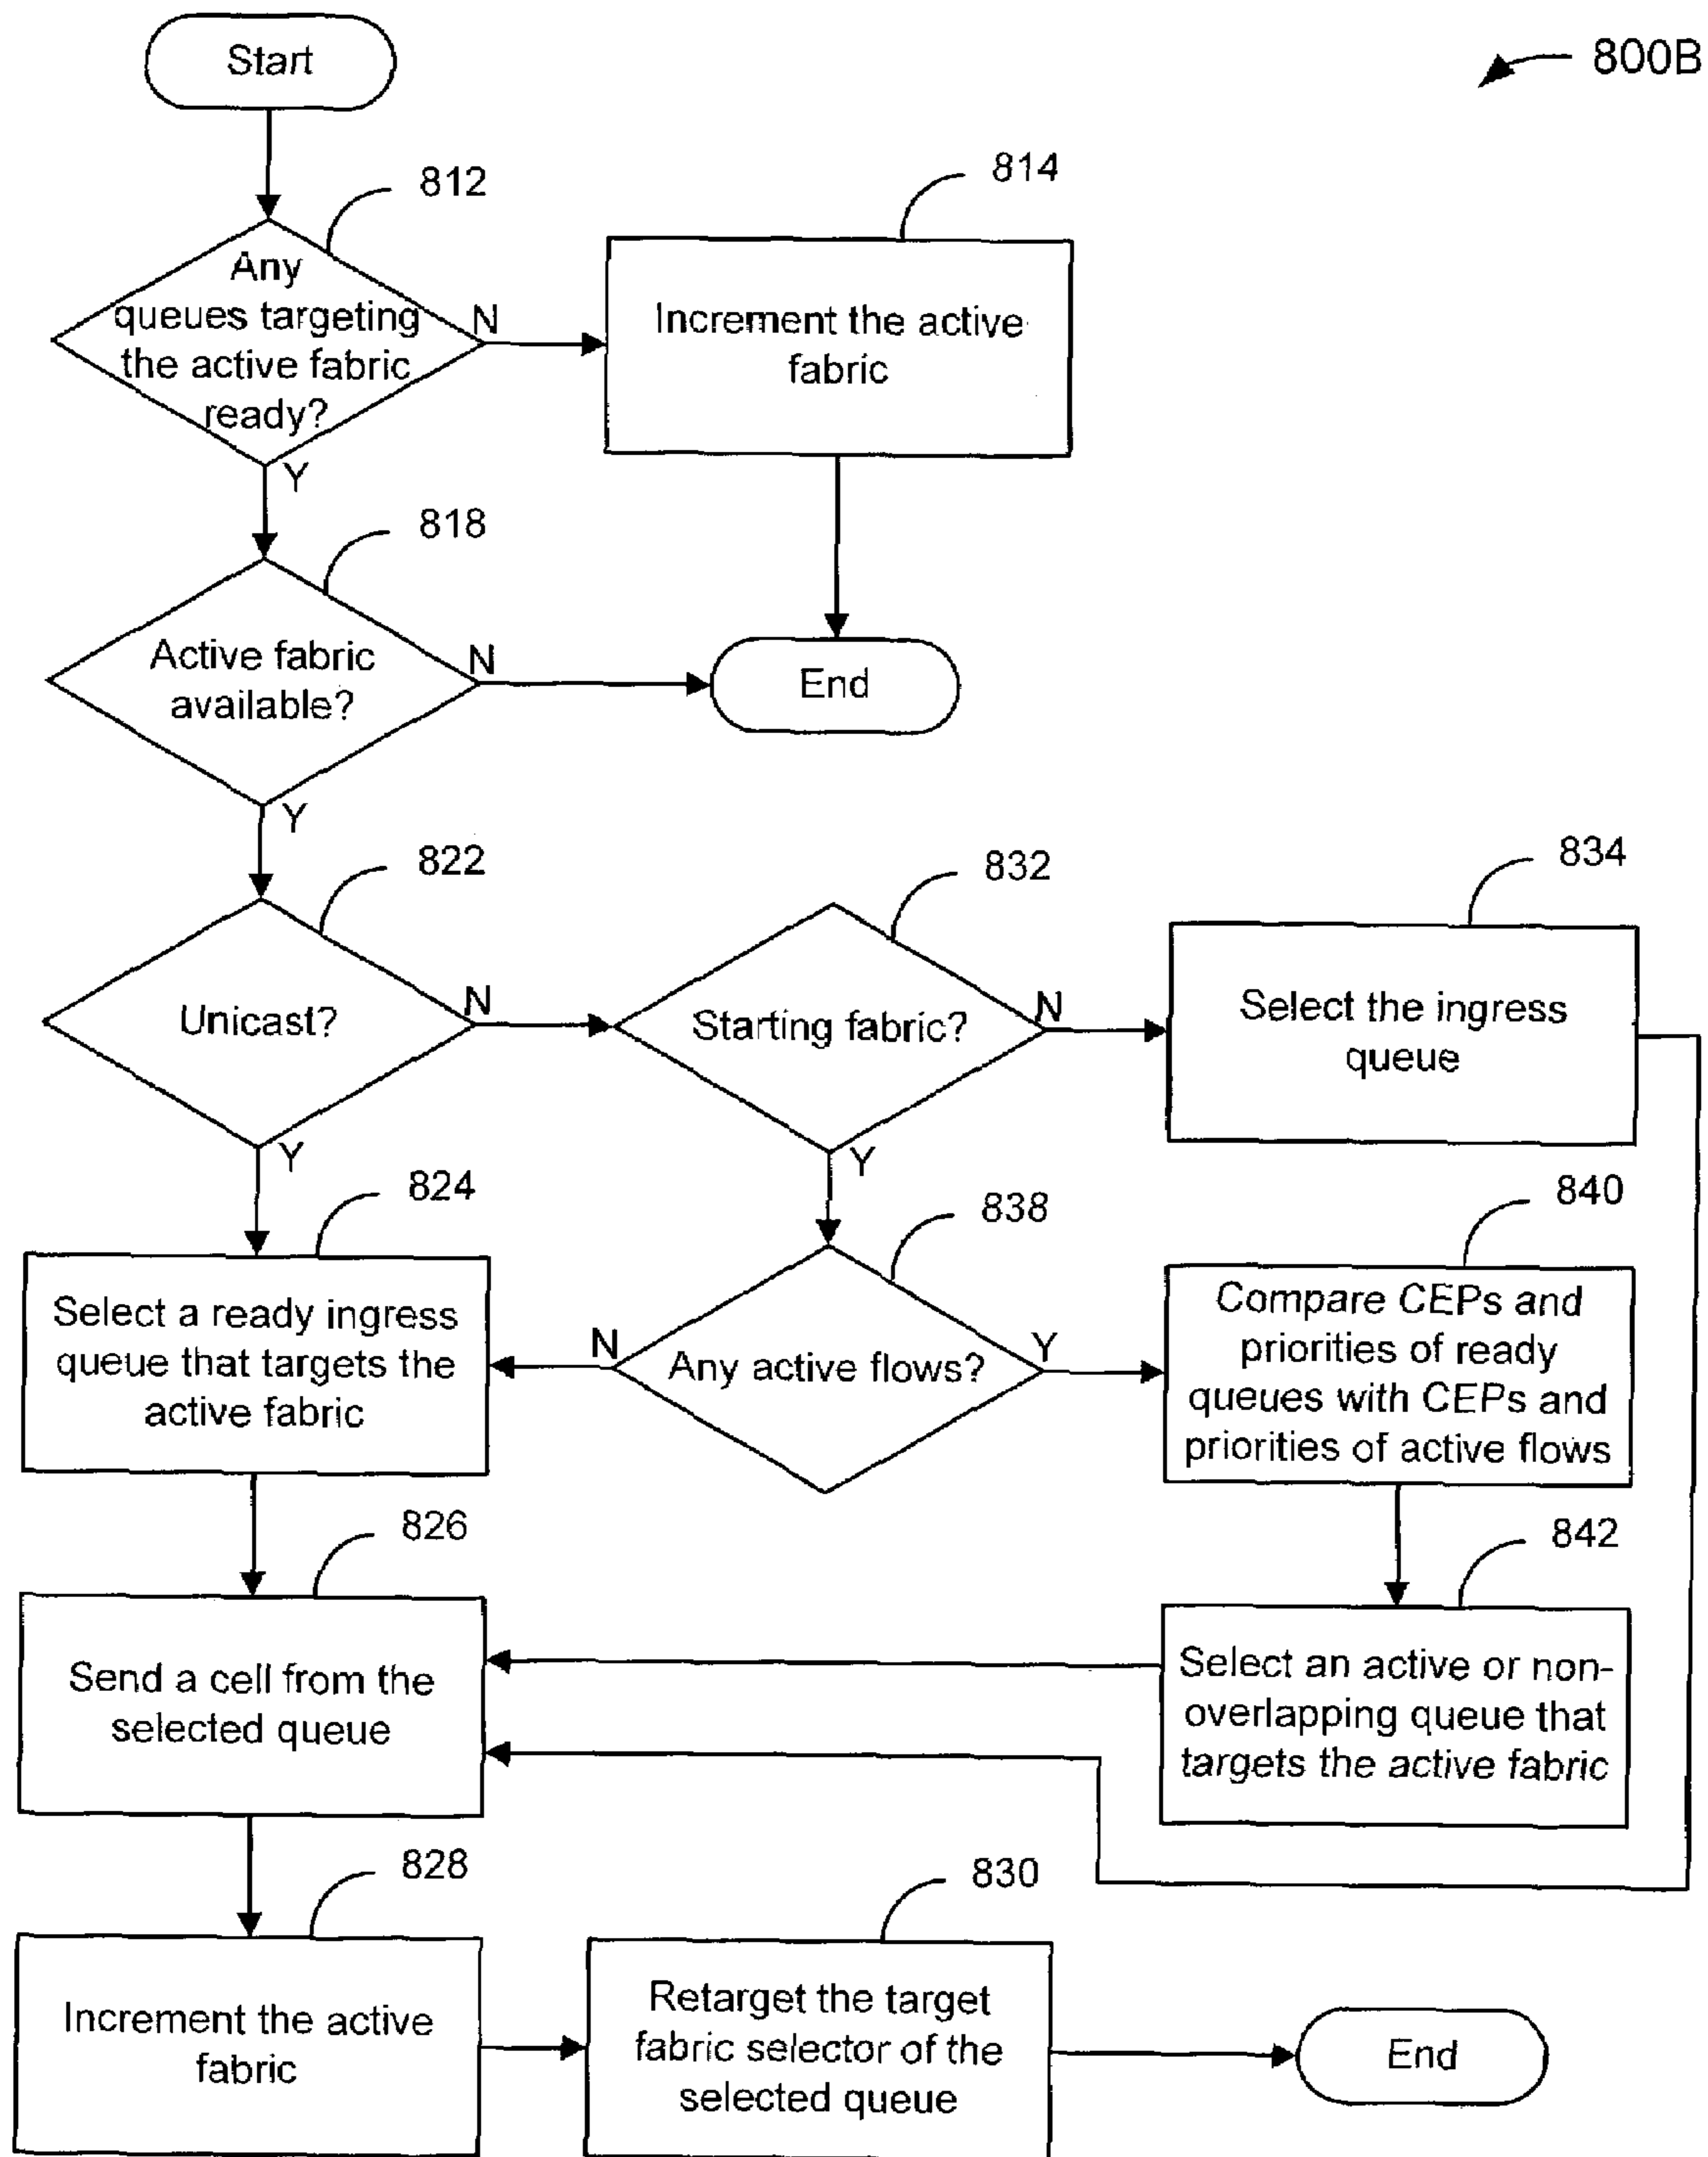 Start
800B
812
814
Any
queues targeting
the active fabric
ready?
N
Increment the active
fabric
Y
818
Active fabric
available?
N
End
Y
822
832
834
Unicast?
N
Starting fabric?
N
Select the ingress
queue
Y
Y
824
838
840
Select a ready ingress
queue that targets the
active fabric
N
Any active flows?
Y
Compare CEPs and
priorities of ready
queues with CEPs and
priorities of active flows
826
842
Send a cell from the
selected queue
Select an active or non-
overlapping queue that
targets the active fabric
828
830
Increment the active
fabric
Retarget the target
fabric selector of the
selected queue
End